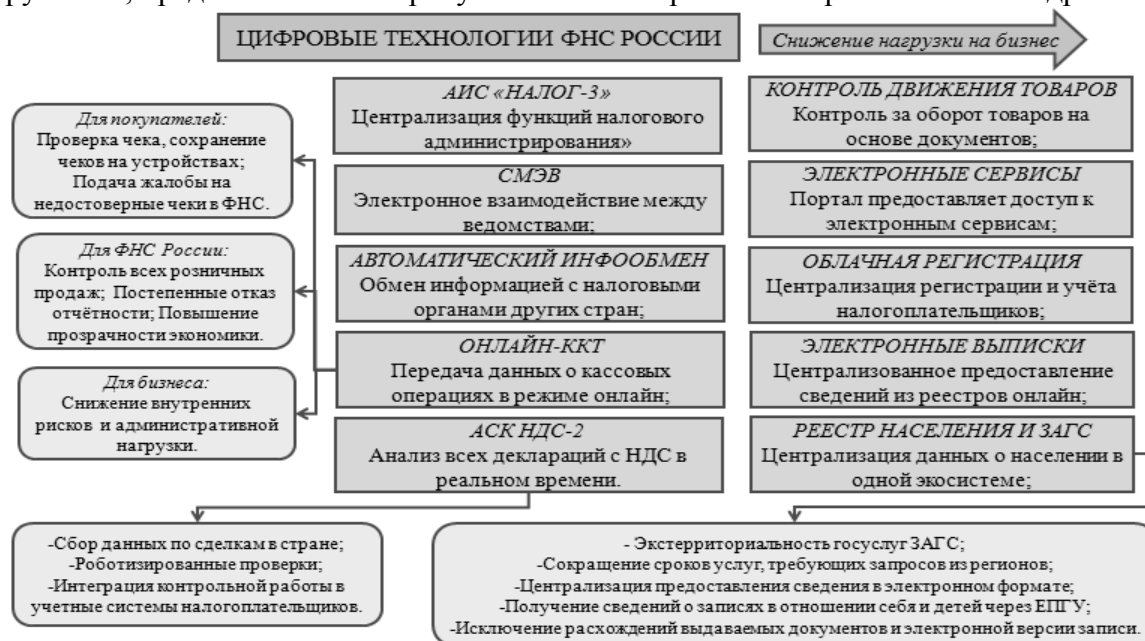 ЦИФРОВЫЕ ТЕХНОЛОГИИ ФНС РОССИИ
Снижение нагрузки на бизнес
Для покупателей:
Проверка чека, сохранение
чеков на устройствах;
Подача жалобы на
недостоверные чеки в ФНС.
Для ФНС России:
Контроль всех розничных
продаж; Постепенные отказ
отчётности; Повышение
прозрачности экономики.
Для бизнеса:
Снижение внутренних
рисков и административной
нагрузки.
АИС «НАЛОГ-3»
Централизация функций налогового
администрирования»
СМЭВ
Электронное взаимодействие между
ведомствами;
АВТОМАТИЧЕСКИЙ ИНФООБМЕН
Обмен информацией с налоговыми
органами других стран;
ОНЛАЙН-ККТ
Передача данных о кассовых
операциях в режиме онлайн;
АСК НДС-2
Анализ всех деклараций с НДС в
реальном времени.
КОНТРОЛЬ ДВИЖЕНИЯ ТОВАРОВ
Контроль за оборот товаров на
основе документов;
ЭЛЕКТРОННЫЕ СЕРВИСЫ
Портал предоставляет доступ к
электронным сервисам;
ОБЛАЧНАЯ РЕГИСТРАЦИЯ
Централизация регистрации и учёта
налогоплательщиков;
ЭЛЕКТРОННЫЕ ВЫПИСКИ
Централизованное предоставление
сведений из реестров онлайн;
РЕЕСТР НАСЕЛЕНИЯ И ЗАГС
Централизация данных о населении в
одной экосистеме;
-Сбор данных по сделкам в стране;
-Роботизированные проверки;
-Интеграция контрольной работы в
учетные системы налогоплательщиков.
- Экстерриториальность госуслуг ЗАГС;
-Сокращение сроков услуг, требующих запросов из регионов;
-Централизация предоставления сведения в электронном формате;
-Получение сведений о записях в отношении себя и детей через ЕПГУ;
-Исключение расхождений выдаваемых документов и электронной версии записи.